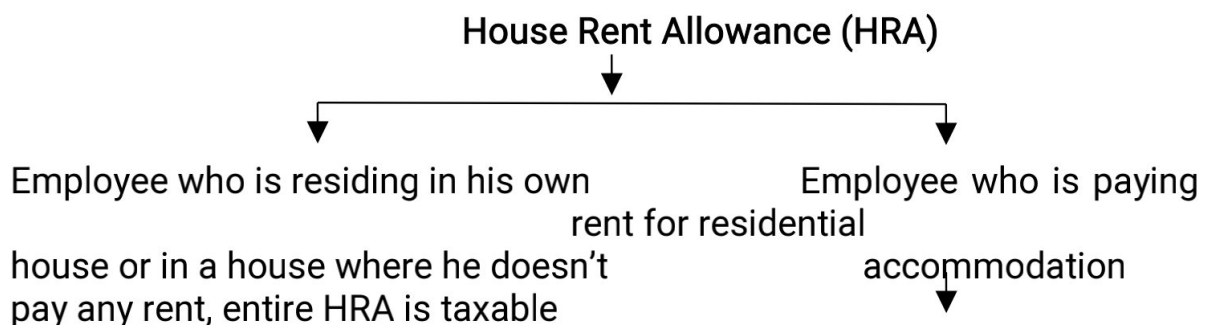 House Rent Allowance (HRA)
Employee who is residing in his own Employee who is paying
rent for residential
house or in a house where he doesn't accommodation
pay any rent, entire HRA is taxable